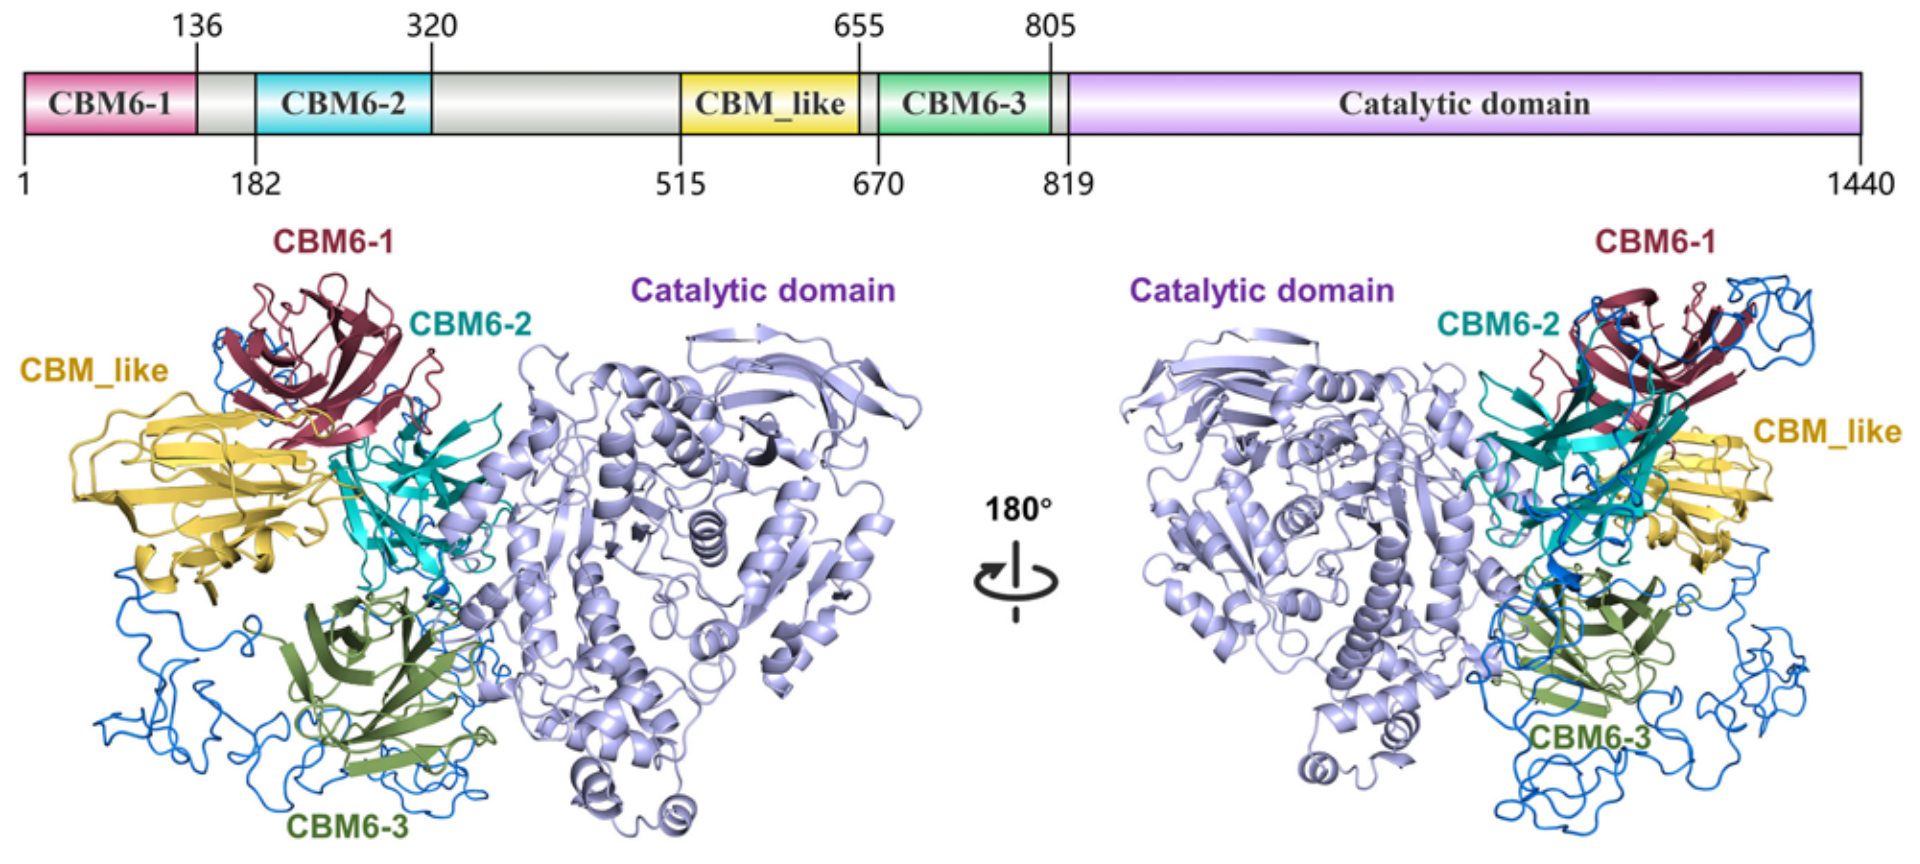 136 320 655 805
CBM6-1 CBM6-2 CBM_like CBM6-3 Catalytic domain
1 182 515 670 819 1440
CBM6-1 CBM6-1
Catalytic domain Catalytic domain
CBM6-2 CBM6-2
CBM_like
CBM_like
180°
CBM6-3
CBM6-3